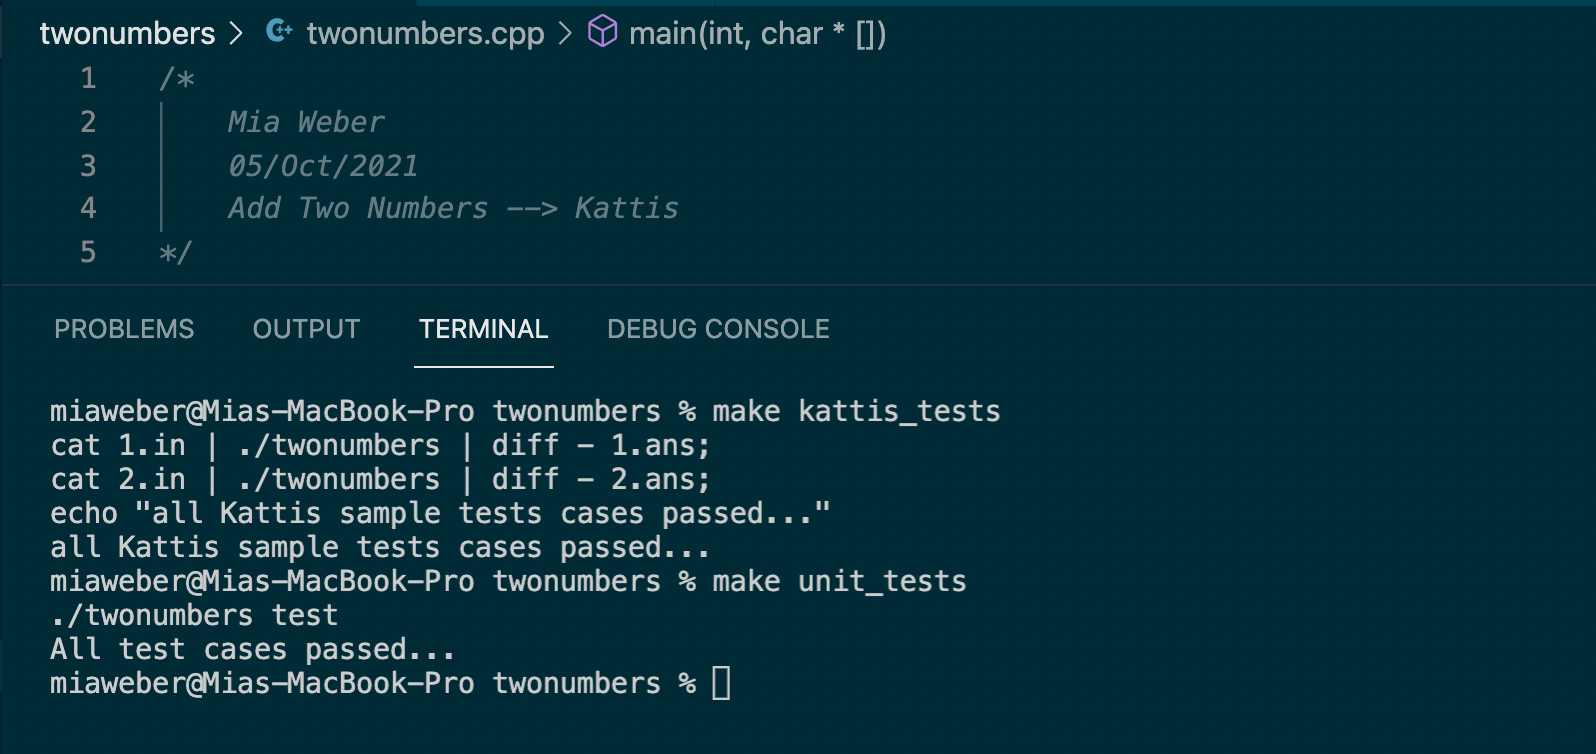 twonumbers > C++ twonumbers.cpp > main(int, char * [])
1 /*
2 Mia Weber
3 05/Oct/2021
4 Add Two Numbers --> Kattis
5 */
PROBLEMS OUTPUT TERMINAL DEBUG CONSOLE
miaweber@Mias-MacBook-Pro twonumbers % make kattis_tests
cat 1.in | ./twonumbers | diff - 1.ans;
cat 2.in | ./twonumbers | diff - 2.ans;
echo "all Kattis sample tests cases passed..."
all Kattis sample tests cases passed...
miaweber@Mias-MacBook-Pro twonumbers % make unit_tests
./twonumbers test
All test cases passed...
miaweber@Mias-MacBook-Pro twonumbers %